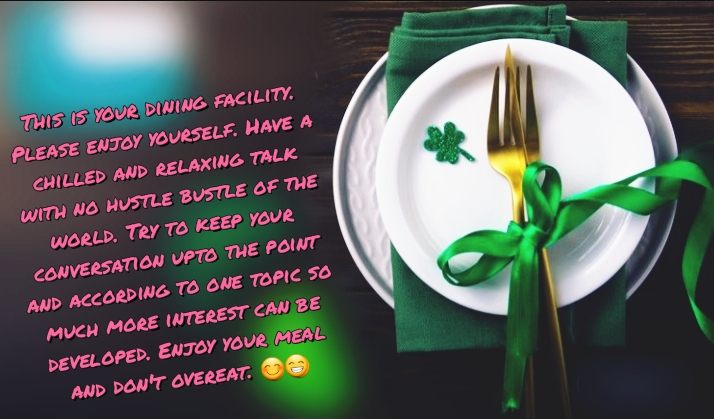 This is your dining facility.
Please enjoy yourself. Have a
chilled and relaxing talk
with no hustle bustle of the
world. Try to keep your
conversation upto the point
and according to one topic so
much more interest can be
developed. Enjoy your meal
and don't overeat. 😊😁